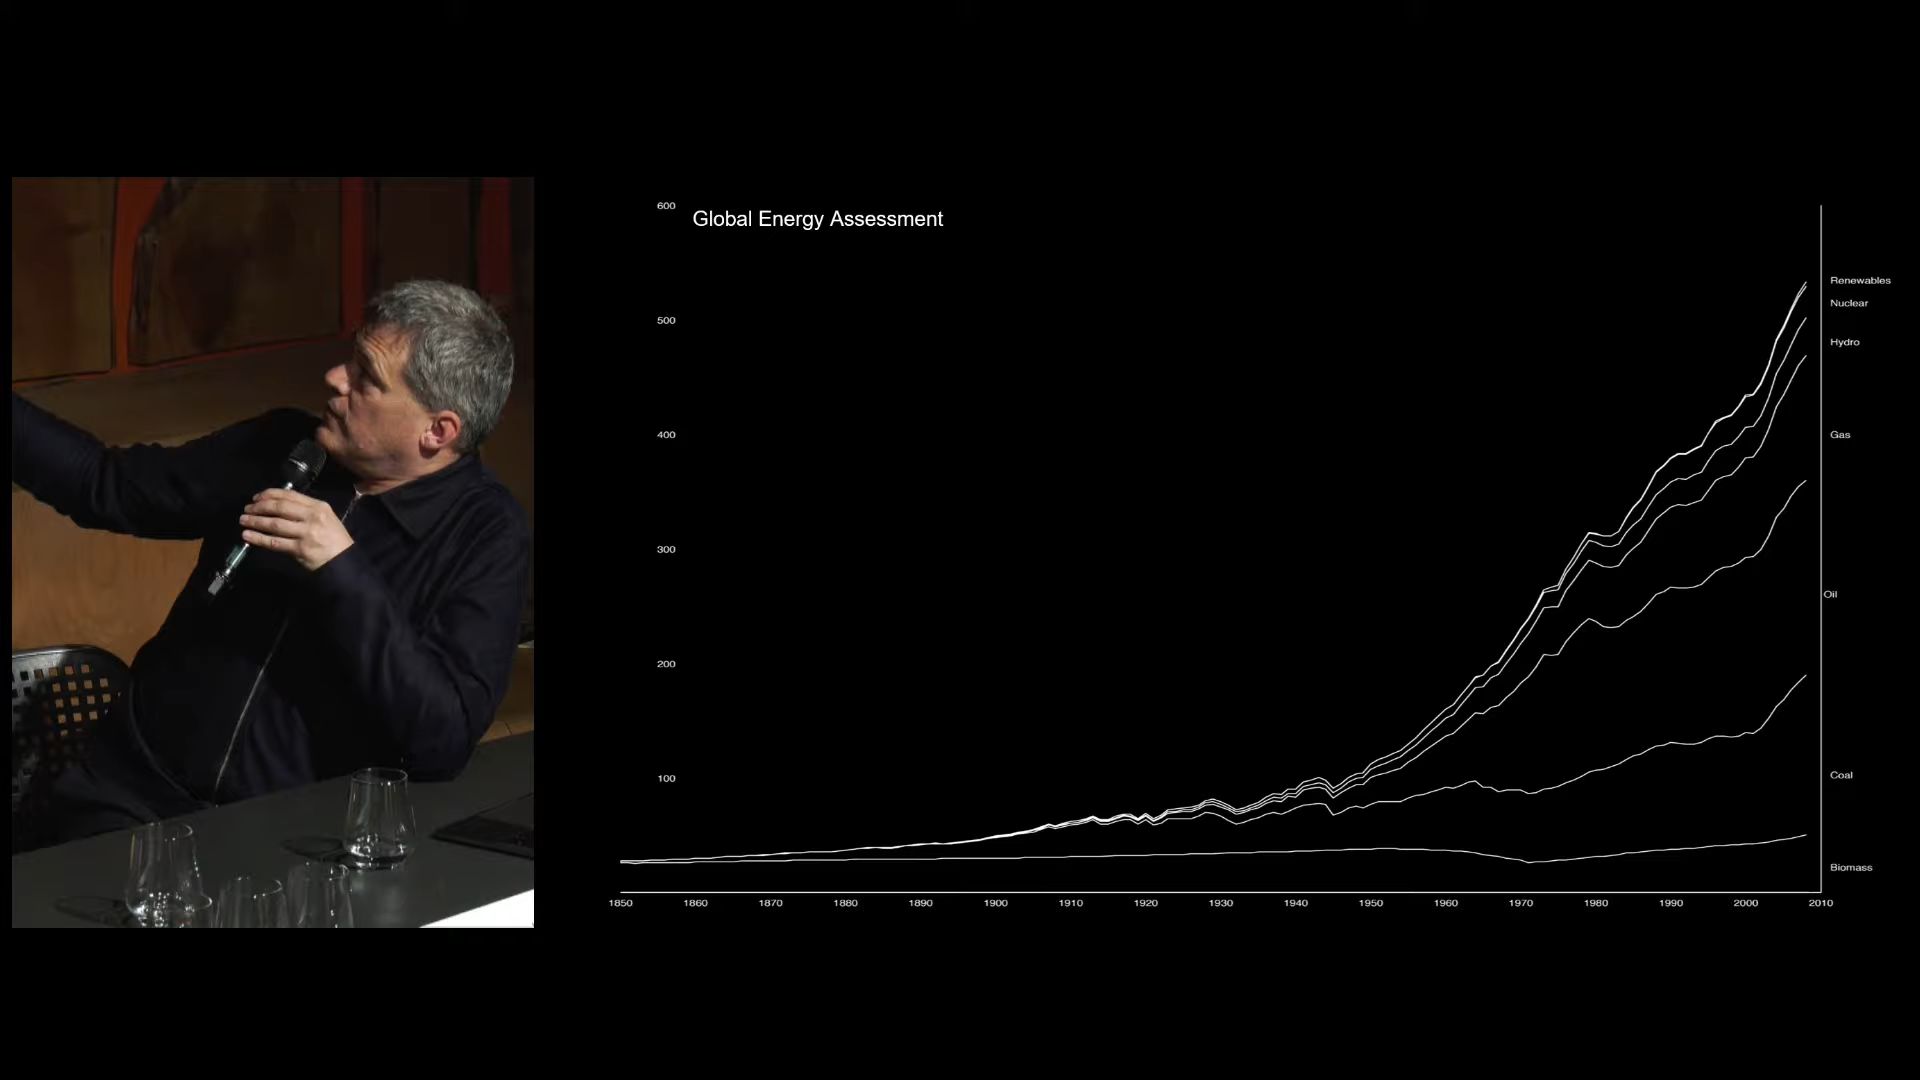 Global Energy Assessment
600
500
400
300
200
100
Renewables
Nuclear
Hydro
Gas
Oil
Coal
Biomass
1850 1860 1870 1880 1890 1900 1910 1920 1930 1940 1950 1960 1970 1980 1990 2000 2010